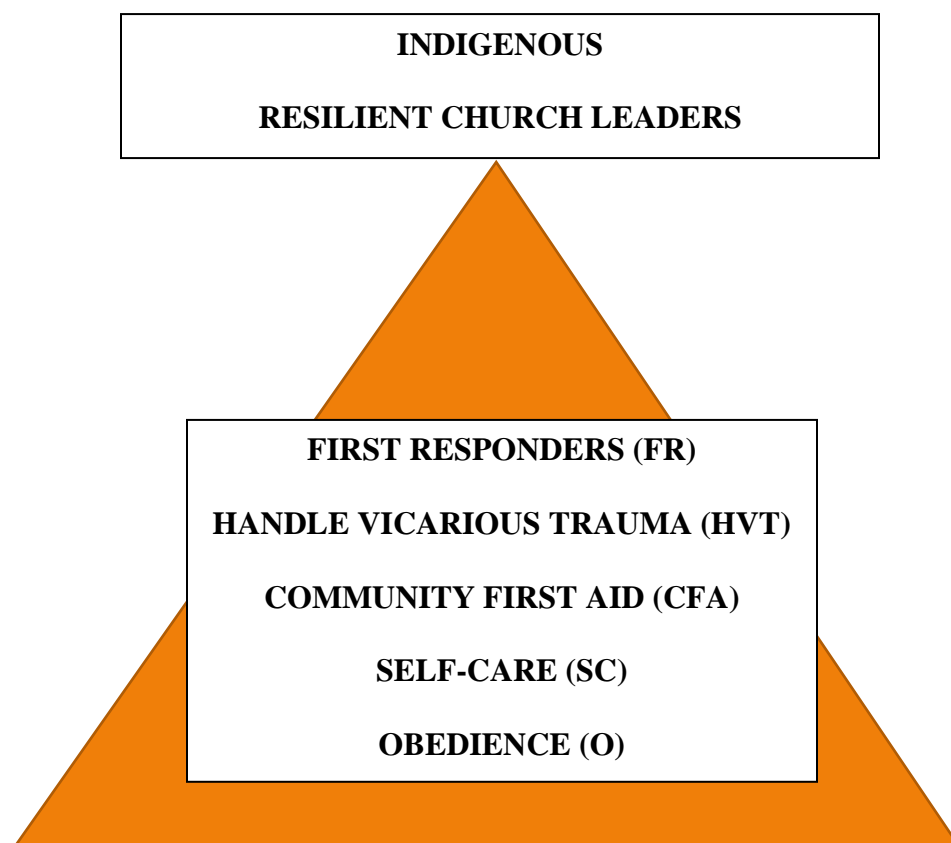 INDIGENOUS
RESILIENT CHURCH LEADERS
FIRST RESPONDERS (FR)
HANDLE VICARIOUS TRAUMA (HVT)
COMMUNITY FIRST AID (CFA)
SELF-CARE (SC)
OBEDIENCE (O)